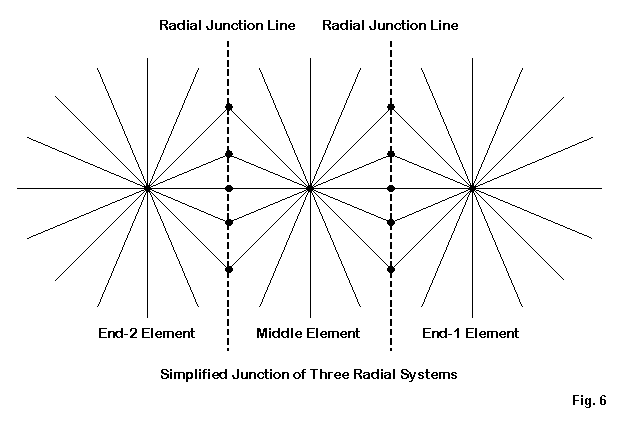 Radial Junction Line Radial Junction Line
End-2 Element Middle Element End-1 Element
Simplified Junction of Three Radial Systems
Fig. 6